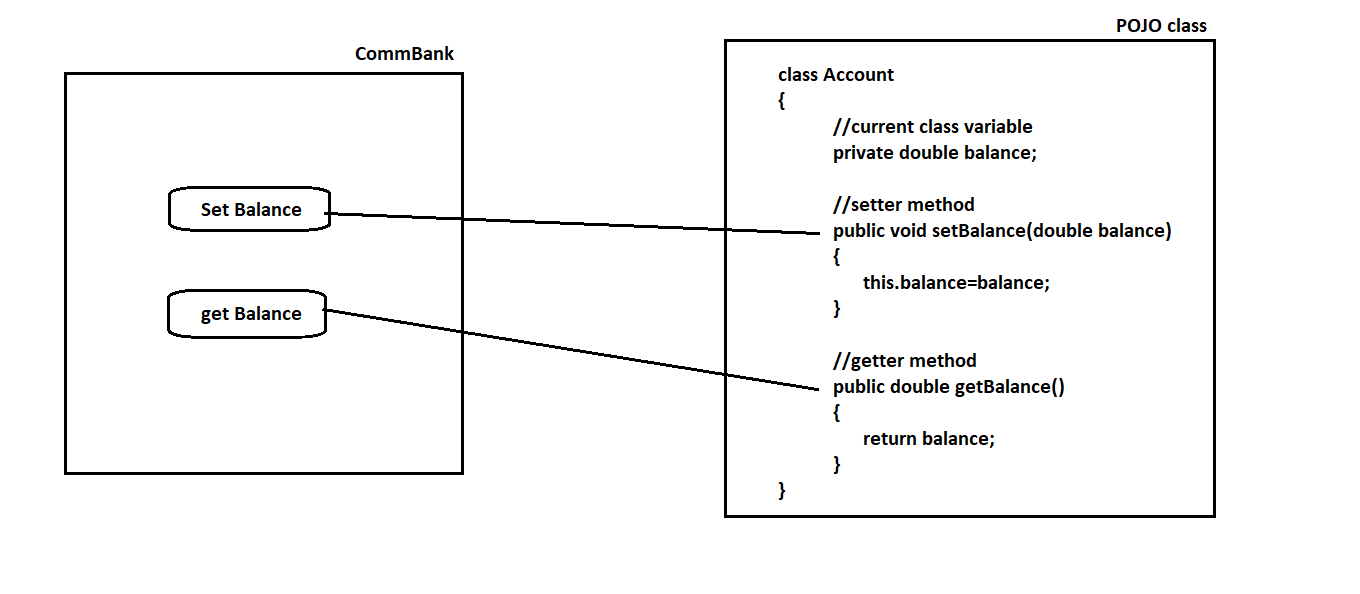 CommBank
Set Balance
get Balance
POJO class
class Account
{
//current class variable
private double balance;
//setter method
public void setBalance(double balance)
{
this.balance=balance;
}
//getter method
public double getBalance()
{
return balance;
}
}